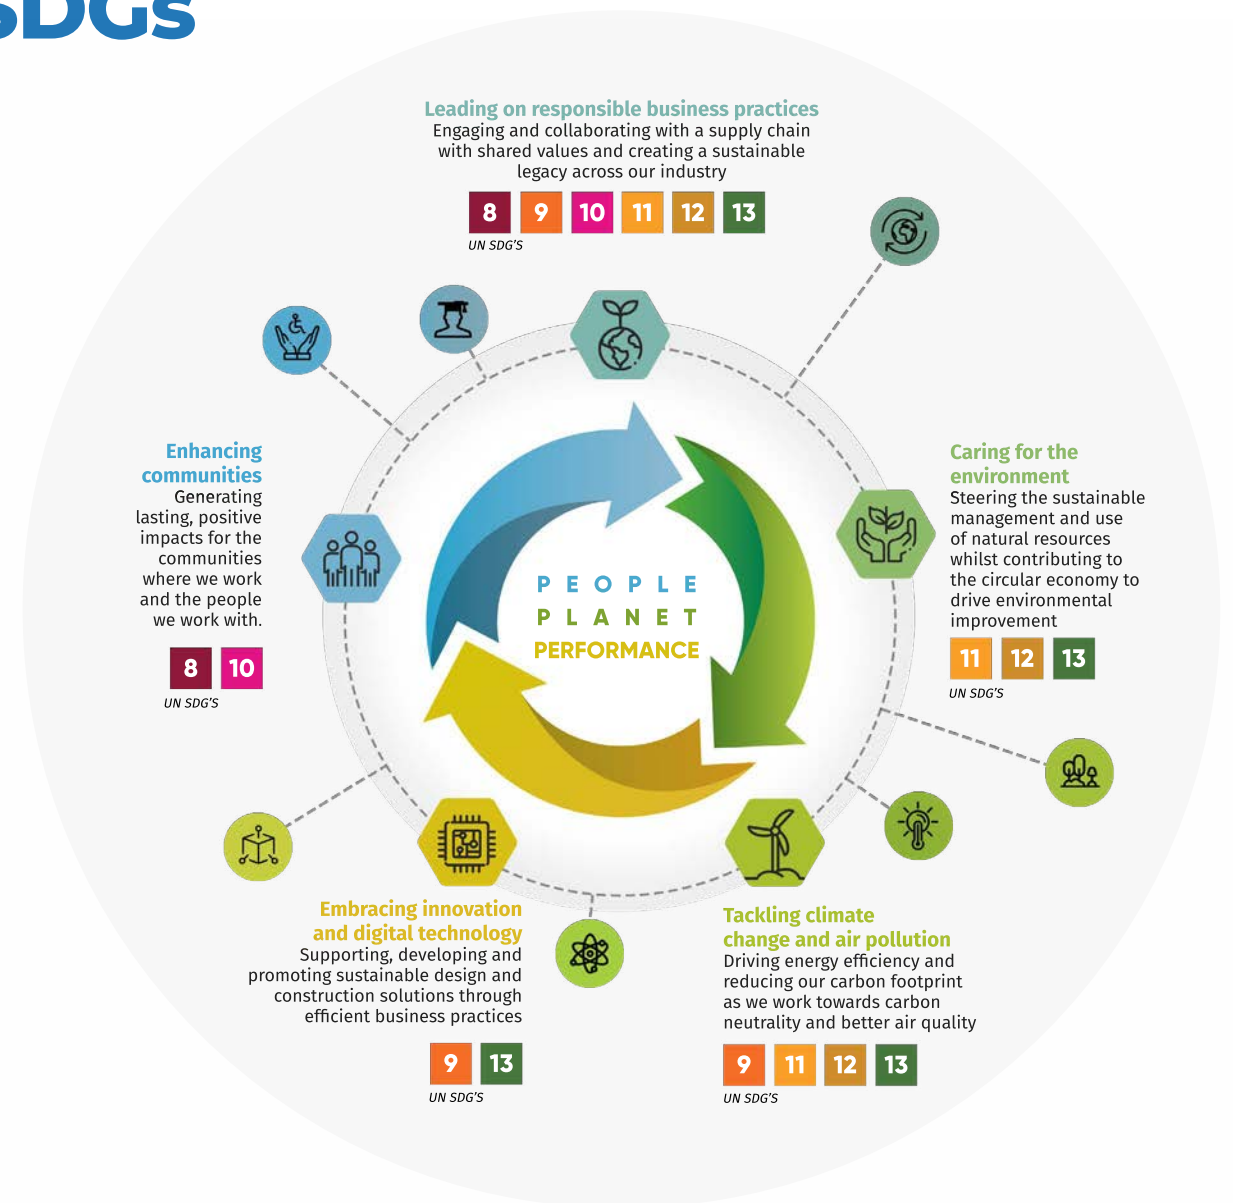 SDGs
Leading on responsible business practices
Engaging and collaborating with a supply chain
with shared values and creating a sustainable
legacy across our industry
8 9 10 11 12 13
UN SDG'S
Enhancing
communities
Generating
lasting, positive
impacts for the
communities
where we work
and the people
we work with.
8 10
UN SDG'S
PEOPLE
PLANET
PERFORMANCE
Caring for the
environment
Steering the sustainable
management and use
of natural resources
whilst contributing to
the circular economy to
drive environmental
improvement
11 12 13
UN SDG'S
Embracing innovation
and digital technology
Supporting, developing and
promoting sustainable design and
construction solutions through
efficient business practices
9 13
UN SDG'S
Tackling climate
change and air pollution
Driving energy efficiency and
reducing our carbon footprint
as we work towards carbon
neutrality and better air quality
9 11 12 13
UN SDG'S